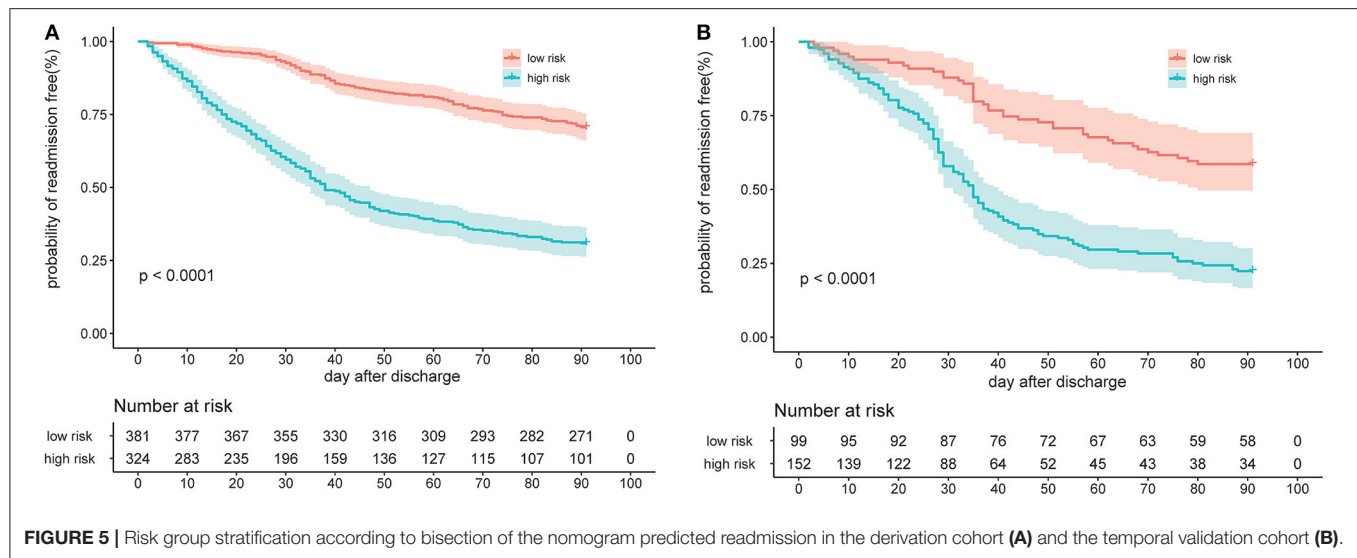 A
probability of readmission free(%)
1.00
0.75
0.50
0.25
0.00
low risk
high risk
p < 0.0001
0 10 20 30 40 50 60 70 80 90 100
day after discharge
Number at risk
low risk 381 377 367 355 330 316 309 293 282 271 0
high risk 324 283 235 196 159 136 127 115 107 101 0
0 10 20 30 40 50 60 70 80 90 100
B
probability of readmission free(%)
1.00
0.75
0.50
0.25
0.00
low risk
high risk
p < 0.0001
0 10 20 30 40 50 60 70 80 90 100
day after discharge
Number at risk
low risk 99 95 92 87 76 72 67 63 59 58 0
high risk 152 139 122 88 64 52 45 43 38 34 0
0 10 20 30 40 50 60 70 80 90 100
FIGURE 5 | Risk group stratification according to bisection of the nomogram predicted readmission in the derivation cohort (A) and the temporal validation cohort (B).